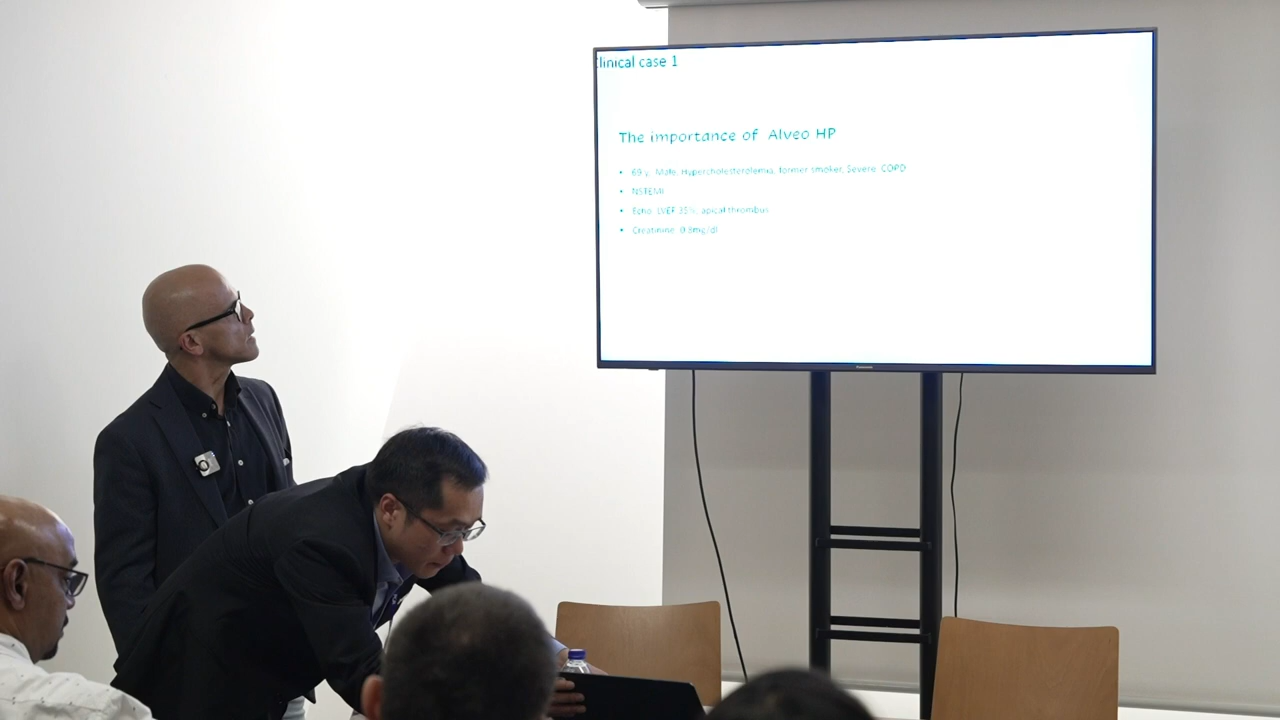 Clinical case 1
The importance of Alveo HP
• 69 y. Male, Hypercholesterolemia, former smoker, Severe COPD
• NSTEMI
• Echo: LVEF 35%, apical thrombus
• Creatinine 0.8mg/dl